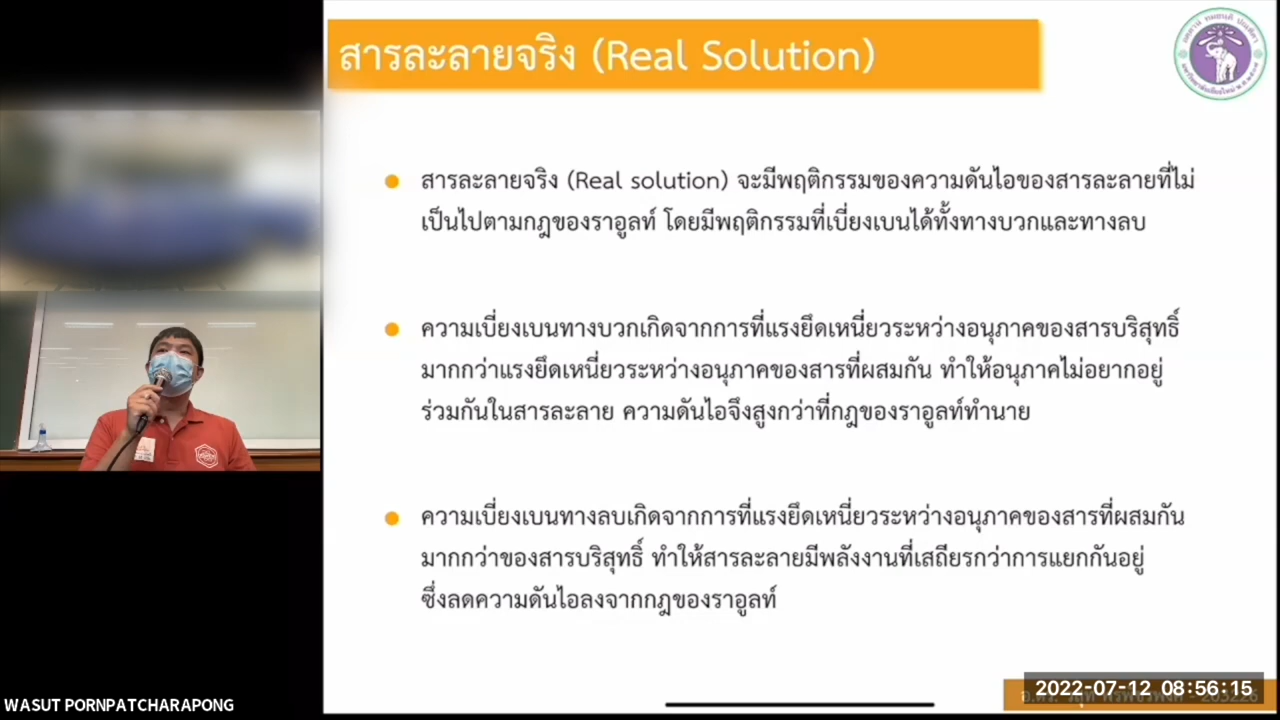 สารละลายจริง (Real Solution)
สารละลายจริง (Real solution) จะมีพฤติกรรมของความดันไอของสารละลายที่ไม่
เป็นไปตามกฎของราอูลท์ โดยมีพฤติกรรมที่เบี่ยงเบนได้ทั้งทางบวกและทางลบ
ความเบี่ยงเบนทางบวกเกิดจากการที่แรงยึดเหนี่ยวระหว่างอนุภาคของสารบริสุทธิ์
มากกว่าแรงยึดเหนี่ยวระหว่างอนุภาคของสารที่ผสมกัน ทำให้อนุภาคไม่อยากอยู่
ร่วมกันในสารละลาย ความดันไอจึงสูงกว่าที่กฎของราอูลท์ทำนาย
ความเบี่ยงเบนทางลบเกิดจากการที่แรงยึดเหนี่ยวระหว่างอนุภาคของสารที่ผสมกัน
มากกว่าของสารบริสุทธิ์ ทำให้สารละลายมีพลังงานที่เสถียรกว่าการแยกกันอยู่
ซึ่งลดความดันไอลงจากกฎของราอูลท์
WASUT PORNPATCHARAPONG
2022-07-12 08:56:15